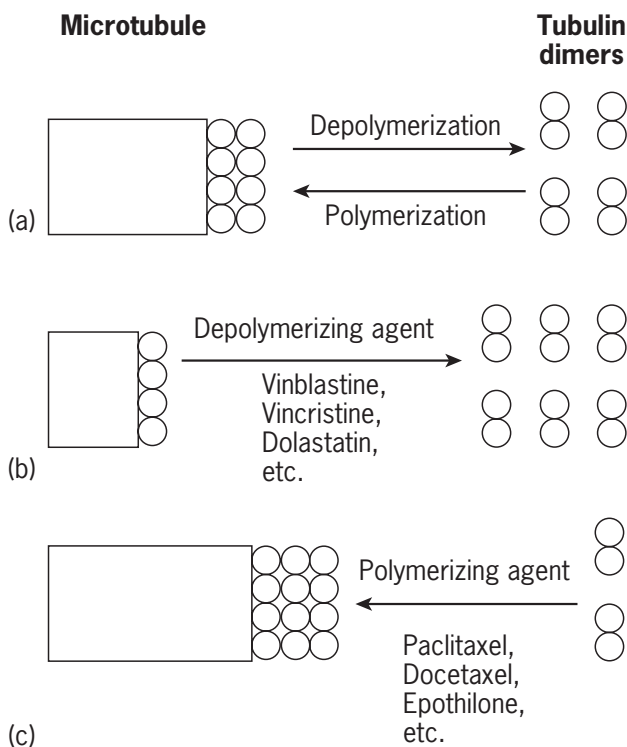 Microtubule
Tubulin
dimers
Depolymerization
Polymerization
(a)
Depolymerizing agent
Vinblastine,
Vincristine,
Dolastatin,
etc.
(b)
Polymerizing agent
Paclitaxel,
Docetaxel,
Epothilone,
etc.
(c)